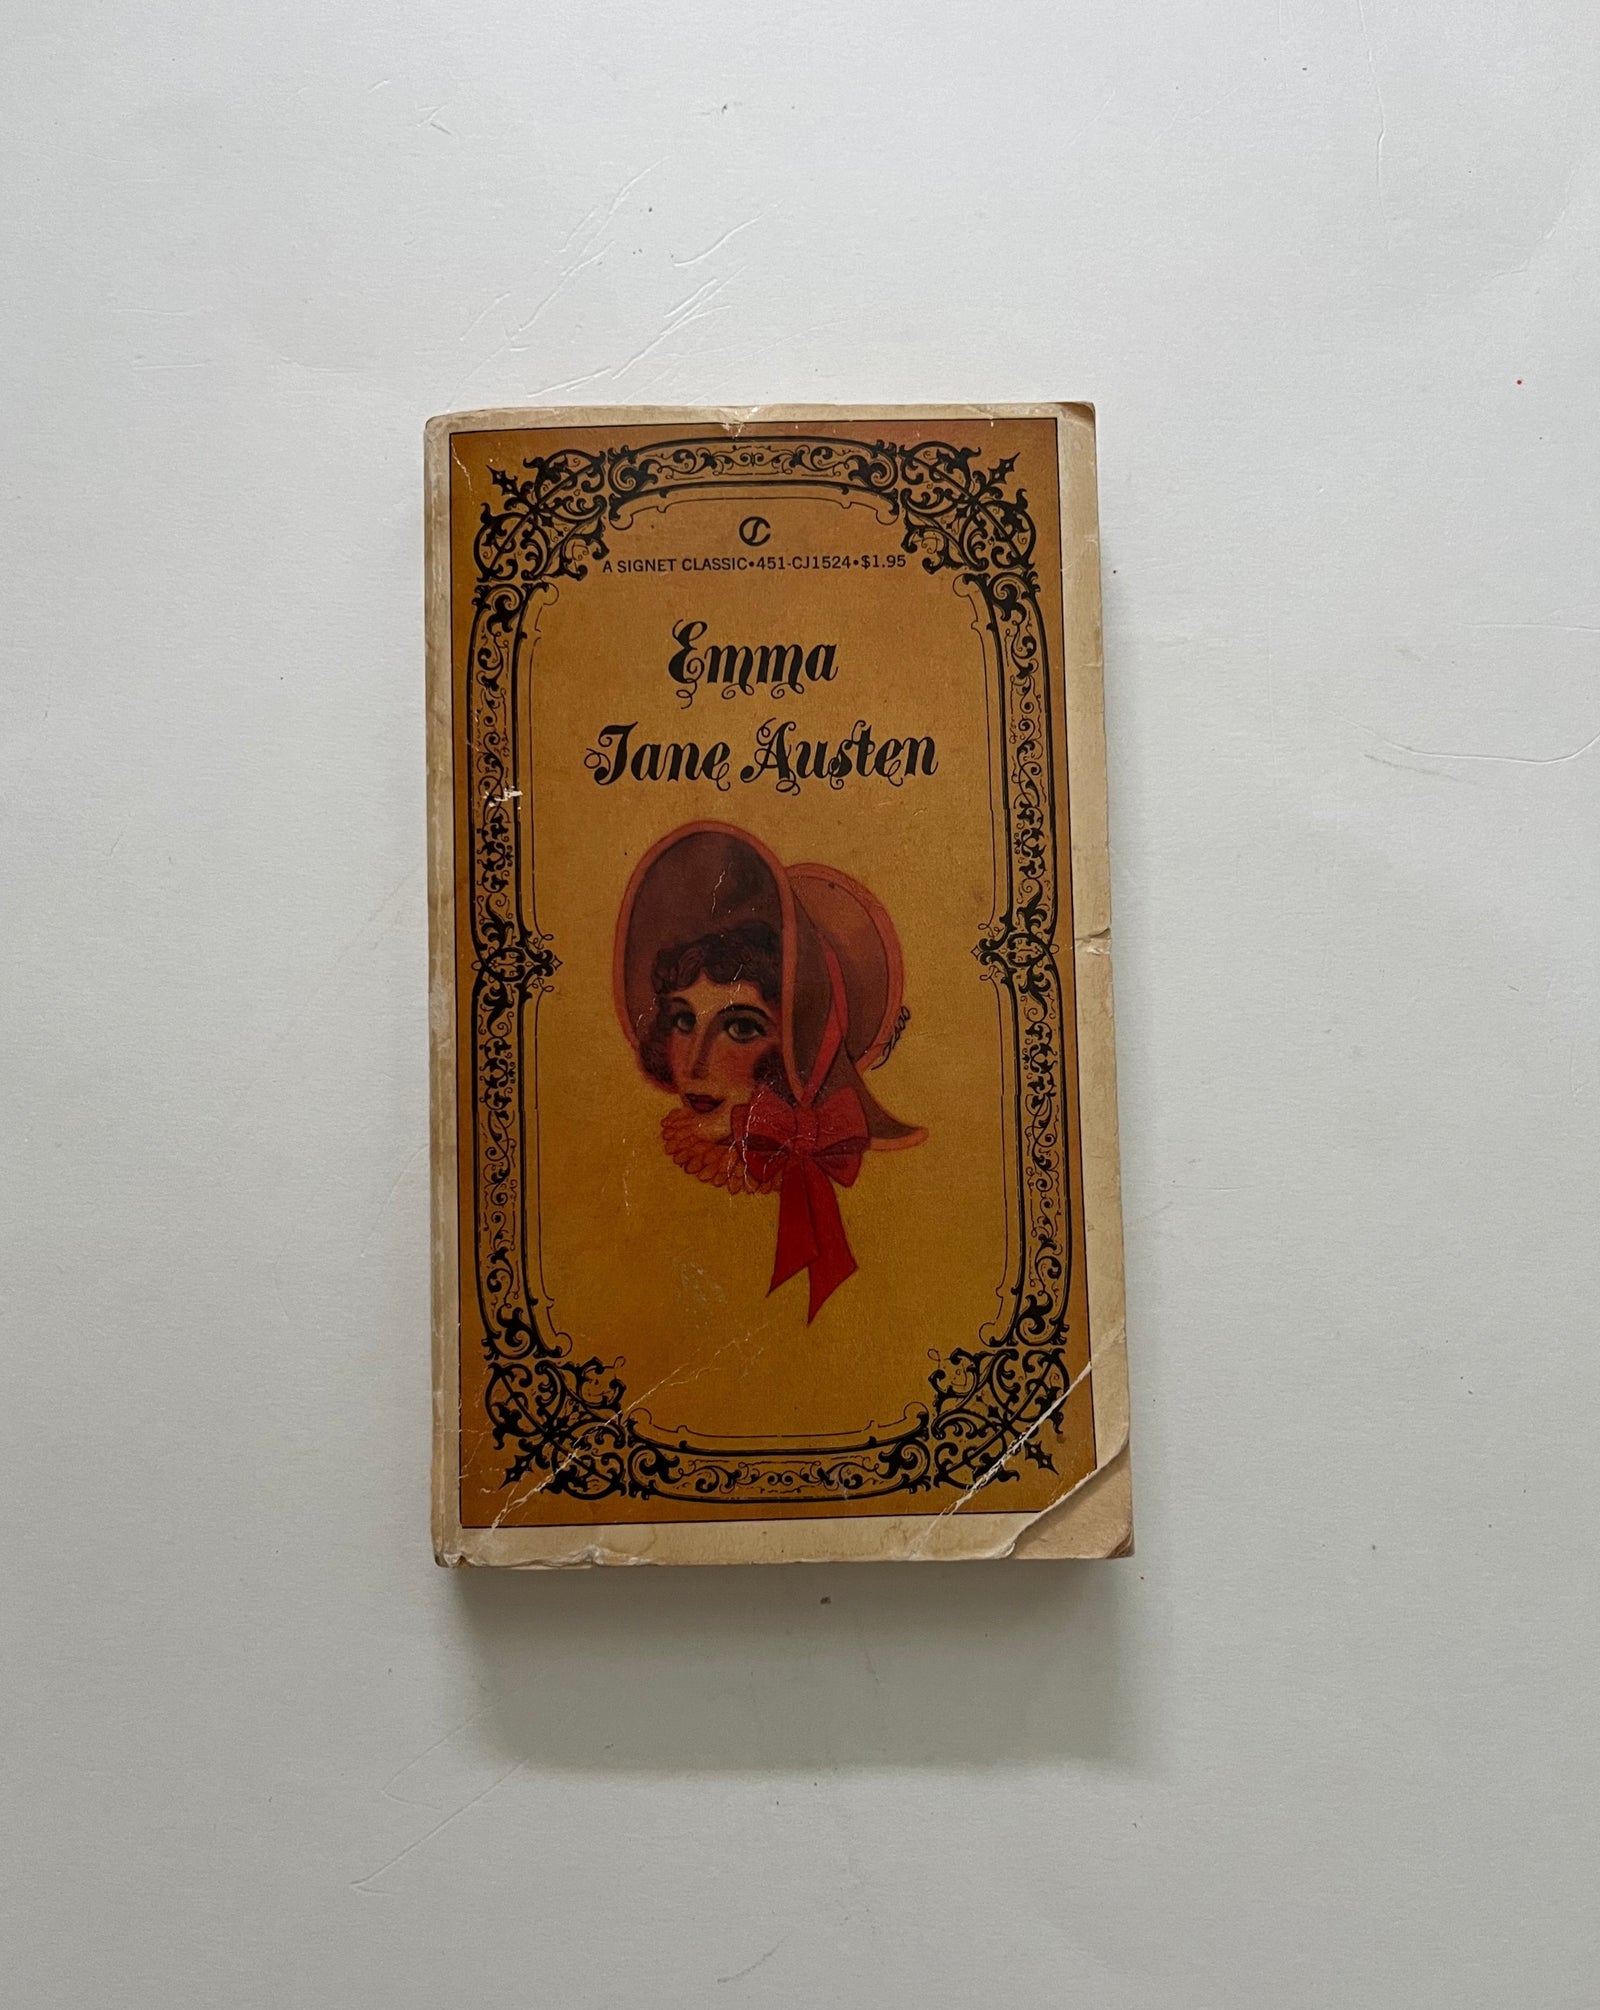 A SIGNET CLASSIC•451-CJ1524•$1.95
Emma
Jane Austen